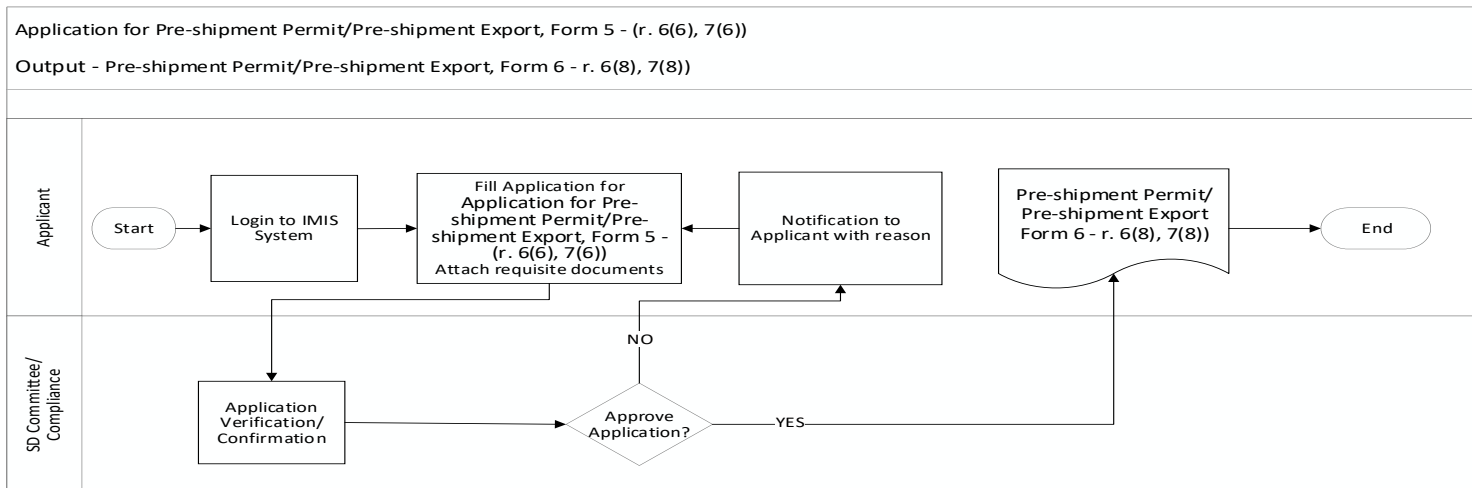 Application for Pre-shipment Permit/Pre-shipment Export, Form 5 - (r. 6(6), 7(6))
Output - Pre-shipment Permit/Pre-shipment Export, Form 6 - r. 6(8), 7(8))
Applicant
Start
Login to IMIS
System
Fill Application for
Application for Pre-
shipment Permit/Pre-
shipment Export, Form 5 -
(r. 6(6), 7(6))
Attach requisite documents
Notification to
Applicant with reason
Pre-shipment Permit/
Pre-shipment Export
Form 6 - r. 6(8), 7(8))
End
SD Committee/
Compliance
Application
Verification/
Confirmation
Approve
Application?
NO
YES